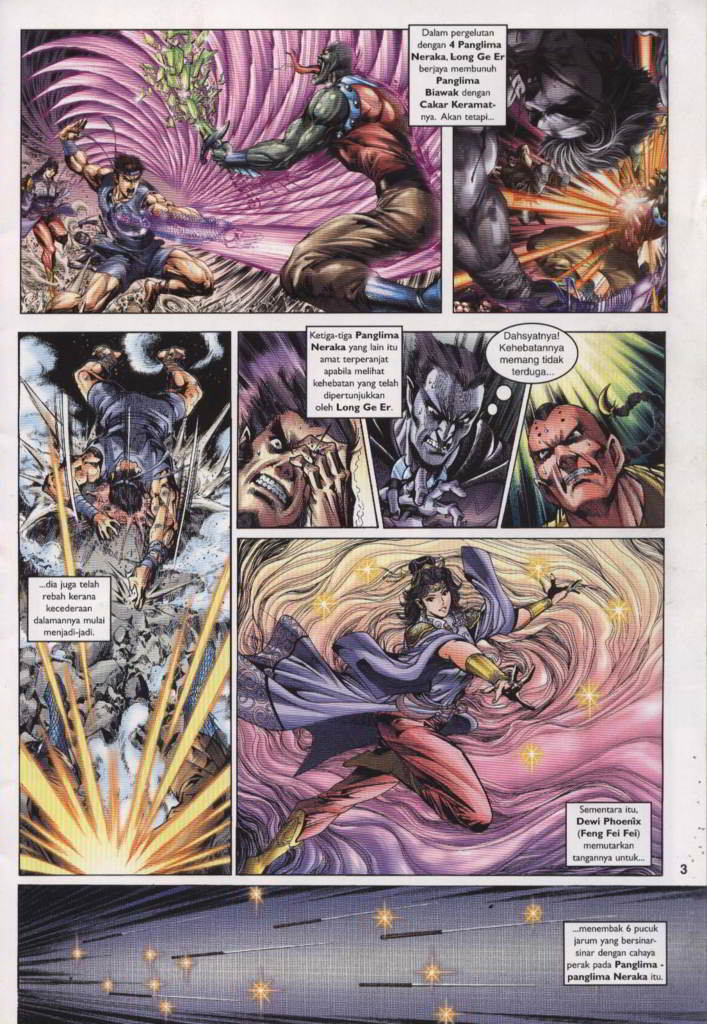 Dalam pergelutan
dengan 4 Panglima
Neraka, Long Ge Er
berjaya membunuh
Panglima
Biawak dengan
Cakar Keramat-
nya. Akan tetapi...
...dia juga telah
rebah kerana
kecederaan
dalamannya mulai
menjadi-jadi.
Ketiga-tiga Panglima
Neraka yang lain itu
amat terperanjat
apabila melihat
kehebatan yang telah
dipertunjukkan
oleh Long Ge Er.
Dahsyatnya!
Kehebatannya
memang tidak
terduga...
Sementara itu,
Dewi Phoenix
(Feng Fei Fei)
memutarkan
tangannya untuk...
3
...menembak 6 pucuk
jarum yang bersinar-
sinar dengan cahaya
perak pada Panglima -
panglima Neraka itu.